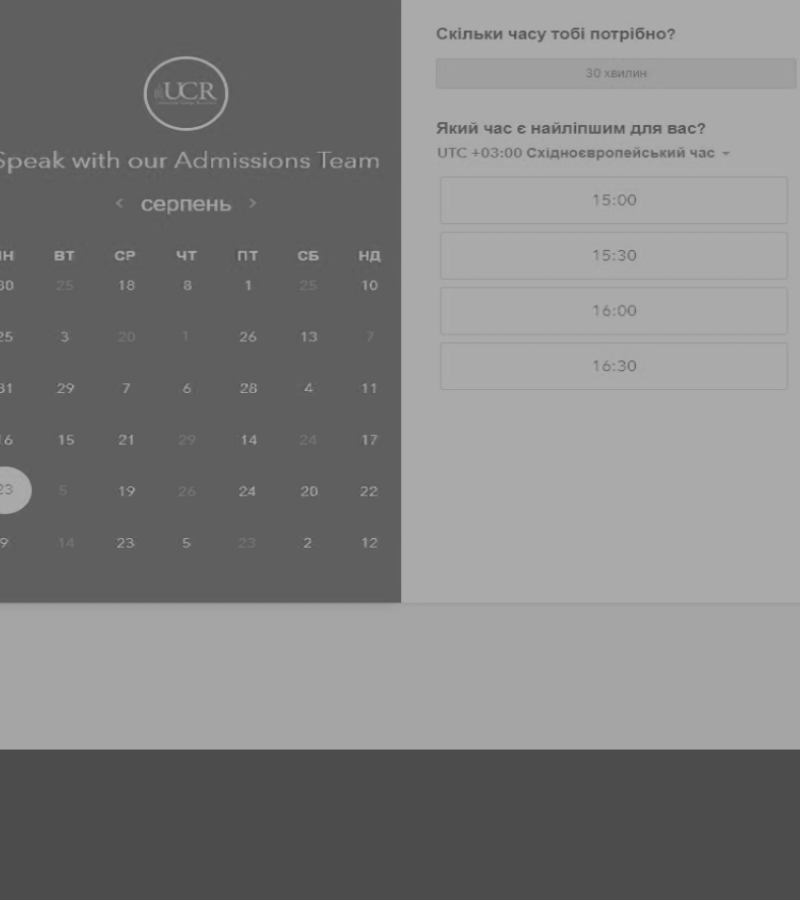 UCR
Speak with our Admissions Team
серпень
ВТ СР ЧТ ПТ СБ НД
25 18 8 1 25 10
25 3 20 1 26 13 7
31 29 7 6 28 4 11
16 15 21 29 14 24 17
23 5 19 26 24 20 22
9 14 23 5 23 2 12
Скільки часу тобі потрібно?
30 хвилин
Який час є найліпшим для вас?
UTC +03:00 Східноєвропейський час
15:00
15:30
16:00
16:30